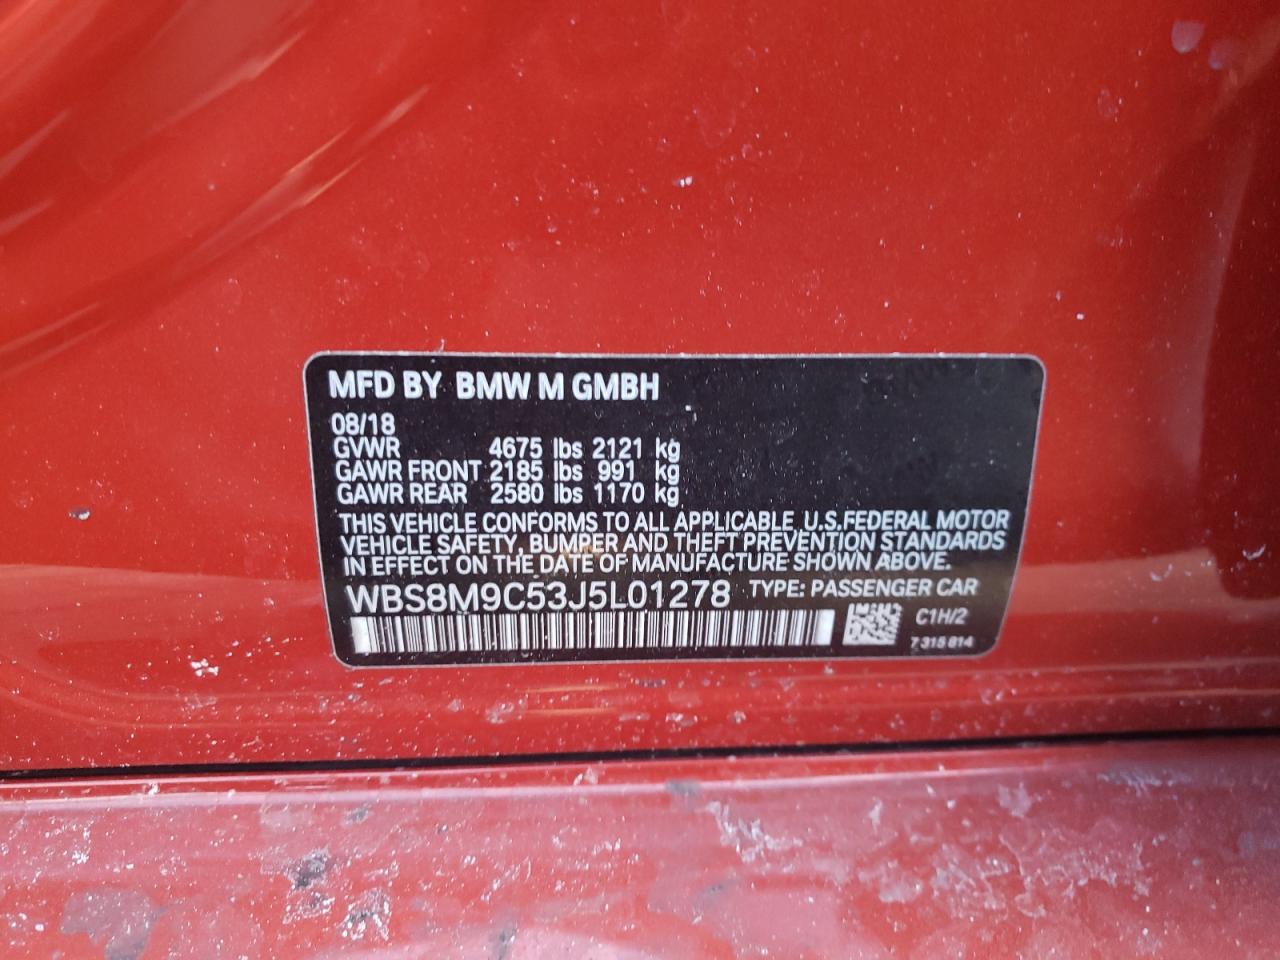 MFD BY BMW M GMBH
08/18
GVWR 4675 lbs 2121 kg
GAWR FRONT 2185 lbs 991 kg
GAWR REAR 2580 lbs 1170 kg
THIS VEHICLE CONFORMS TO ALL APPLICABLE U.S.FEDERAL MOTOR
VEHICLE SAFETY, BUMPER AND THEFT PREVENTION STANDARDS
IN EFFECT ON THE DATE OF MANUFACTURE SHOWN ABOVE.
WBS8M9C53J5L01278 TYPE: PASSENGER CAR
C1H/2
7 315 814